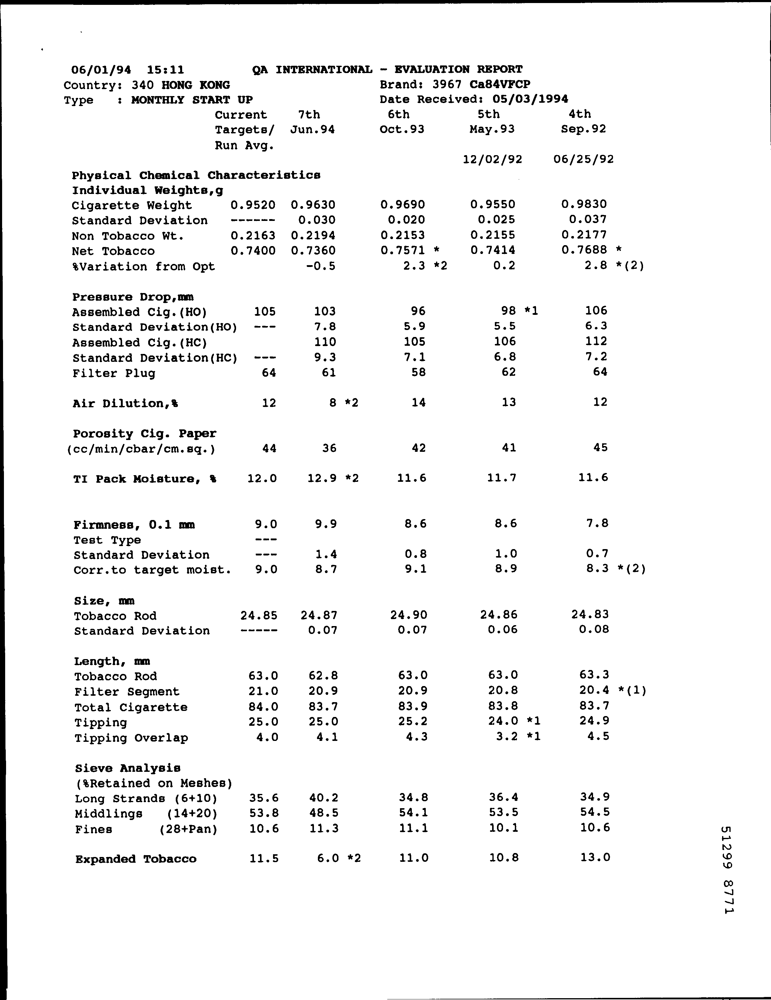 06/01/94 15:11 QA INTERNATIONAL - EVALUATION REPORT
Country: 340 HONG KONG Brand: 3967 Ca84VFCP
Type : MONTHLY START UP Date Received: 05/03/1994
Current 7th 6th 5th 4th
Targets/ Jun.94 Oct.93 May.93 Sep.92
Run Avg.
12/02/92 06/25/92
Physical Chemical Characteristics
Individual Weights,g
Cigarette Weight 0.9520 0.9630 0.9690 0.9550 0.9830
Standard Deviation ------ 0.030 0.020 0.025 0.037
Non Tobacco Wt. 0.2163 0.2194 0.2153 0.2155 0.2177
Net Tobacco 0.7400 0.7360 0.7571 * 0.7414 0.7688 *
%Variation from Opt -0.5 2.3 *2 0.2 2.8 *(2)
Pressure Drop,mm
Assembled Cig.(HO) 105 103 96 98 *1 106
Standard Deviation(HO) --- 7.8 5.9 5.5 6.3
Assembled Cig.(HC) 110 105 106 112
Standard Deviation(HC) --- 9.3 7.1 6.8 7.2
Filter Plug 64 61 58 62 64
Air Dilution,% 12 8 *2 14 13 12
Porosity Cig. Paper
(cc/min/cbar/cm.sq.) 44 36 42 41 45
TI Pack Moisture, % 12.0 12.9 *2 11.6 11.7 11.6
Firmness, 0.1 mm 9.0 9.9 8.6 8.6 7.8
Test Type ---
Standard Deviation --- 1.4 0.8 1.0 0.7
Corr.to target moist. 9.0 8.7 9.1 8.9 8.3 *(2)
Size, mm
Tobacco Rod 24.85 24.87 24.90 24.86 24.83
Standard Deviation ----- 0.07 0.07 0.06 0.08
Length, mm
Tobacco Rod 63.0 62.8 63.0 63.0 63.3
Filter Segment 21.0 20.9 20.9 20.8 20.4 *(1)
Total Cigarette 84.0 83.7 83.9 83.8 83.7
Tipping 25.0 25.0 25.2 24.0 *1 24.9
Tipping Overlap 4.0 4.1 4.3 3.2 *1 4.5
Sieve Analysis
(%Retained on Meshes)
Long Strands (6+10) 35.6 40.2 34.8 36.4 34.9
Middlings (14+20) 53.8 48.5 54.1 53.5 54.5
Fines (28+Pan) 10.6 11.3 11.1 10.1 10.6
Expanded Tobacco 11.5 6.0 *2 11.0 10.8 13.0
51299 8771